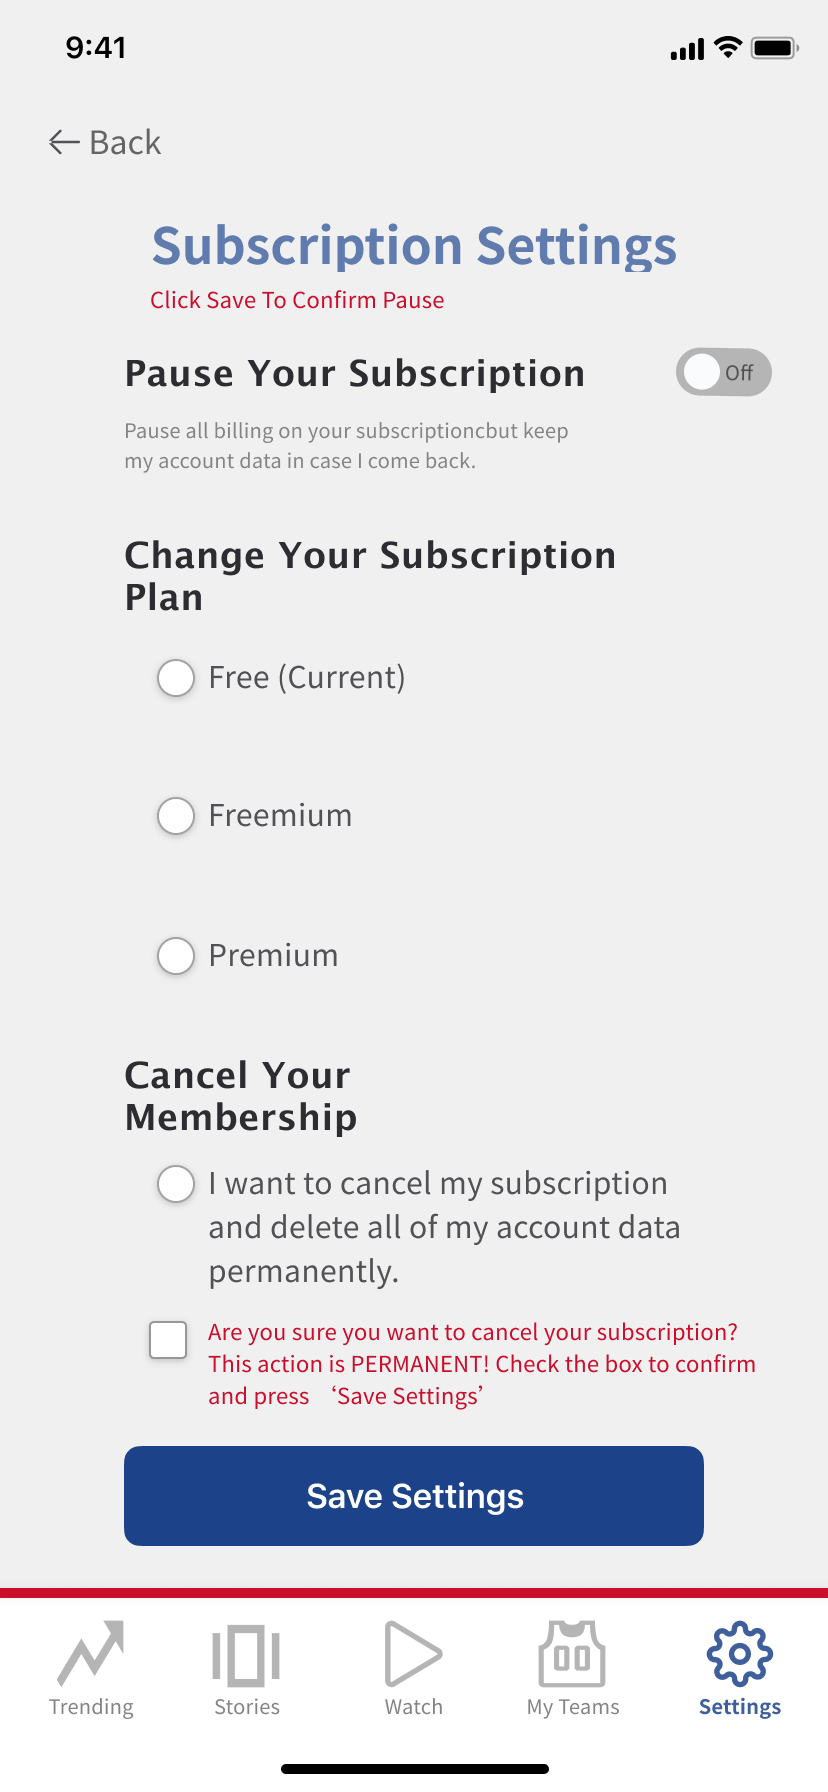 9:41
Back
Subscription Settings
Click Save To Confirm Pause
Pause Your Subscription
Off
Pause all billing on your subscriptioncbut keep
my account data in case I come back.
Change Your Subscription
Plan
Free (Current)
Freemium
Premium
Cancel Your
Membership
I want to cancel my subscription
and delete all of my account data
permanently.
Are you sure you want to cancel your subscription?
This action is PERMANENT! Check the box to confirm
and press ‘Save Settings’
Save Settings
00
Trending
Stories
Watch
My Teams
Settings